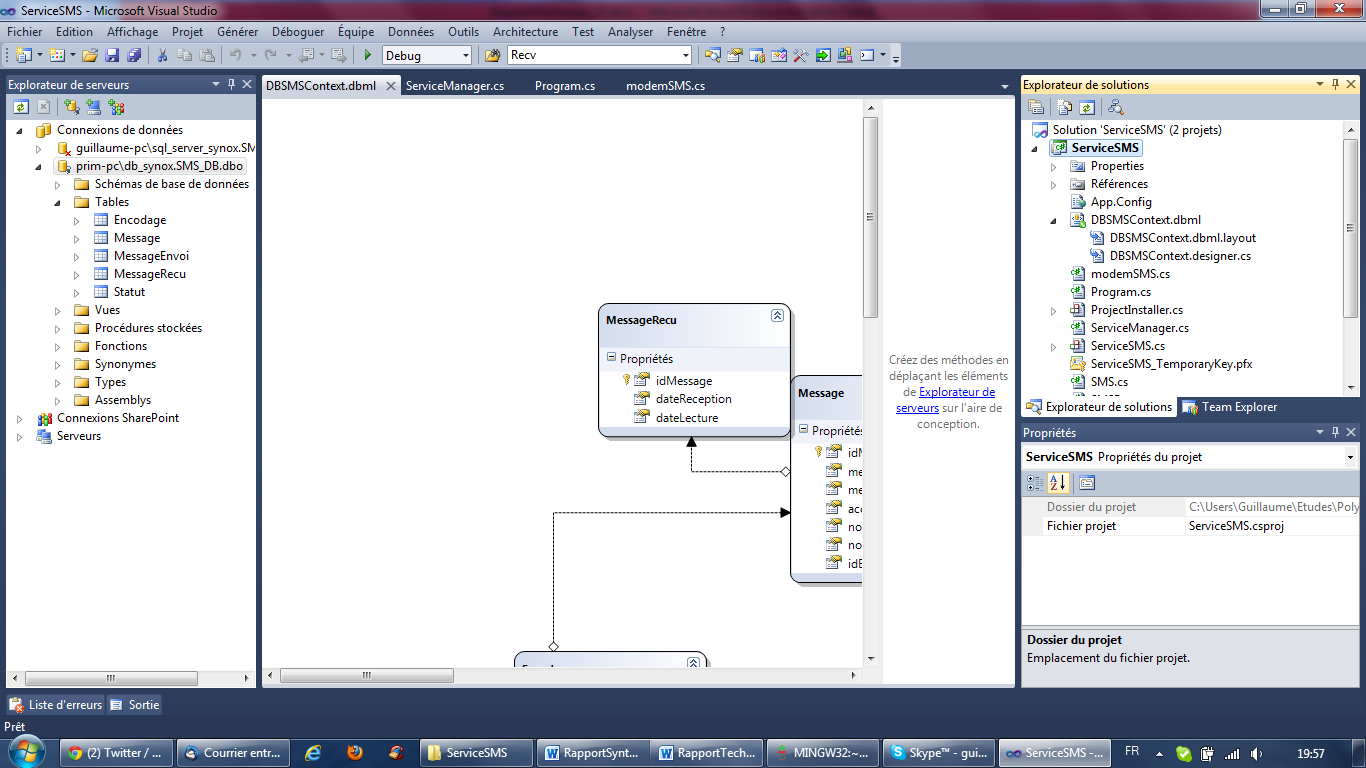 ServiceSMS - Microsoft Visual Studio
Fichier Edition Affichage Projet Générer Déboguer Équipe Données Outils Architecture Test Analyser Fenêtre ?
Debug Recv
Explorateur de serveurs
Connexions de données
guillaume-pc\sql_server_synox.SM
prim-pc\db_synox.SMS_DB.dbo
Schémas de base de données
Tables
Encodage
Message
MessageEnvoi
MessageRecu
Statut
Vues
Procédures stockées
Fonctions
Synonymes
Types
Assemblys
Connexions SharePoint
Serveurs
DBSMSContext.dbml ServiceManager.cs Program.cs modemSMS.cs
MessageRecu
Propriétés
idMessage
dateReception
dateLecture
Message
Propriétés
idM
me
me
acc
no
no
idE
Créez des méthodes en
déplaçant les éléments
de Explorateur de
serveurs sur l'aire de
conception.
Explorateur de solutions
Solution 'ServiceSMS' (2 projets)
ServiceSMS
Properties
Références
App.Config
DBSMSContext.dbml
DBSMSContext.dbml.layout
DBSMSContext.designer.cs
modemSMS.cs
Program.cs
ProjectInstaller.cs
ServiceManager.cs
ServiceSMS.cs
ServiceSMS_TemporaryKey.pfx
SMS.cs
Explorateur de solutions Team Explorer
Propriétés
ServiceSMS Propriétés du projet
Dossier du projet C:\Users\Guillaume\Etudes\Poly
Fichier projet ServiceSMS.csproj
Dossier du projet
Emplacement du fichier projet.
Liste d'erreurs Sortie
Prêt
(2) Twitter / ... Courrier entr... ServiceSMS RapportSynt... RapportTech... MINGW32:~... Skype™ - gui... ServiceSMS -... FR 19:57